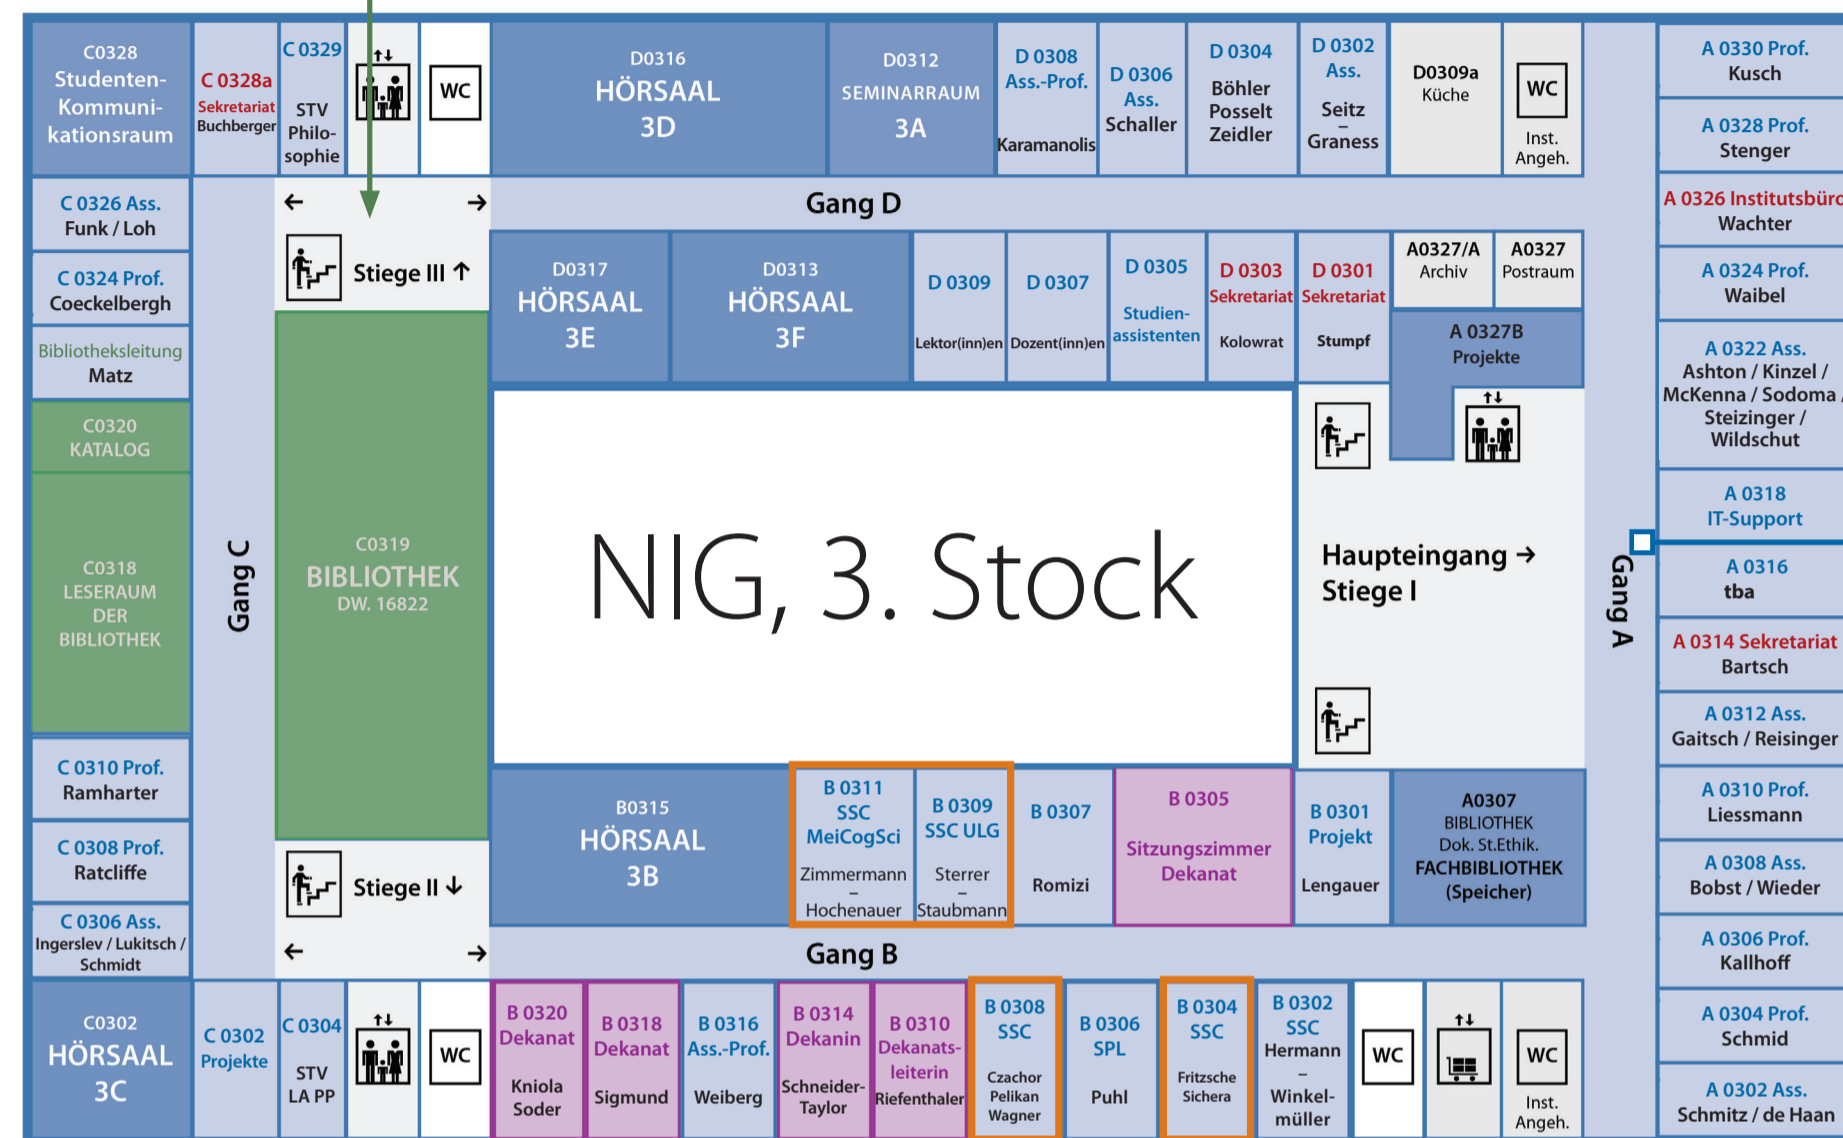 C0328
Studenten-
Kommuni-
kationsraum
C 0328a
Sekretariat
Buchberger
C 0329
STV
Philo-
sophie
WC
D0316
HÖRSAAL
3D
D0312
SEMINARRAUM
3A
D 0308
Ass.-Prof.
Karamanolis
D 0306
Ass.
Schaller
D 0304
Böhler
Posselt
Zeidler
D 0302
Ass.
Seitz
–
Graness
D0309a
Küche
WC
Inst.
Angeh.
A 0330 Prof.
Kusch
A 0328 Prof.
Stenger
A 0326 Institutsbüro
Wachter
A 0324 Prof.
Waibel
A 0322 Ass.
Ashton / Kinzel /
McKenna / Sodoma /
Steizinger /
Wildschut
A 0318
IT-Support
A 0316
tba
A 0314 Sekretariat
Bartsch
A 0312 Ass.
Gaitsch / Reisinger
A 0310 Prof.
Liessmann
A 0308 Ass.
Bobst / Wieder
A 0306 Prof.
Kallhoff
A 0304 Prof.
Schmid
A 0302 Ass.
Schmitz / de Haan
C 0326 Ass.
Funk / Loh
C 0324 Prof.
Coeckelbergh
Bibliotheksleitung
Matz
C0320
KATALOG
C0318
LESERAUM
DER
BIBLIOTHEK
C 0310 Prof.
Ramharter
C 0308 Prof.
Ratcliffe
C 0306 Ass.
Ingerslev / Lukitsch /
Schmidt
Gang C
← →
Stiege III ↑
C0319
BIBLIOTHEK
DW. 16822
Stiege II ↓
← →
Gang D
D0317
HÖRSAAL
3E
D0313
HÖRSAAL
3F
D 0309
Lektor(inn)en
D 0307
Dozent(inn)en
D 0305
Studien-
assistenten
D 0303
Sekretariat
Kolowrat
D 0301
Sekretariat
Stumpf
A0327/A
Archiv
A0327
Postraum
A 0327B
Projekte
NIG, 3. Stock
Haupteingang →
Stiege I
Gang A
B0315
HÖRSAAL
3B
B 0311
SSC
MeiCogSci
Zimmermann
–
Hochenauer
B 0309
SSC ULG
Sterrer
–
Staubmann
B 0307
Romizi
B 0305
Sitzungszimmer
Dekanat
B 0301
Projekt
Lengauer
A0307
BIBLIOTHEK
Dok. St.Ethik.
FACHBIBLIOTHEK
(Speicher)
Gang B
C0302
HÖRSAAL
3C
C 0302
Projekte
C 0304
STV
LA PP
WC
B 0320
Dekanat
Kniola
Soder
B 0318
Dekanat
Sigmund
B 0316
Ass.-Prof.
Weiberg
B 0314
Dekanin
Schneider-
Taylor
B 0310
Dekanats-
leiterin
Riefenthaler
B 0308
SSC
Czachor
Pelikan
Wagner
B 0306
SPL
Puhl
B 0304
SSC
Fritzsche
Sichera
B 0302
SSC
Hermann
–
Winkel-
müller
WC
WC
Inst.
Angeh.